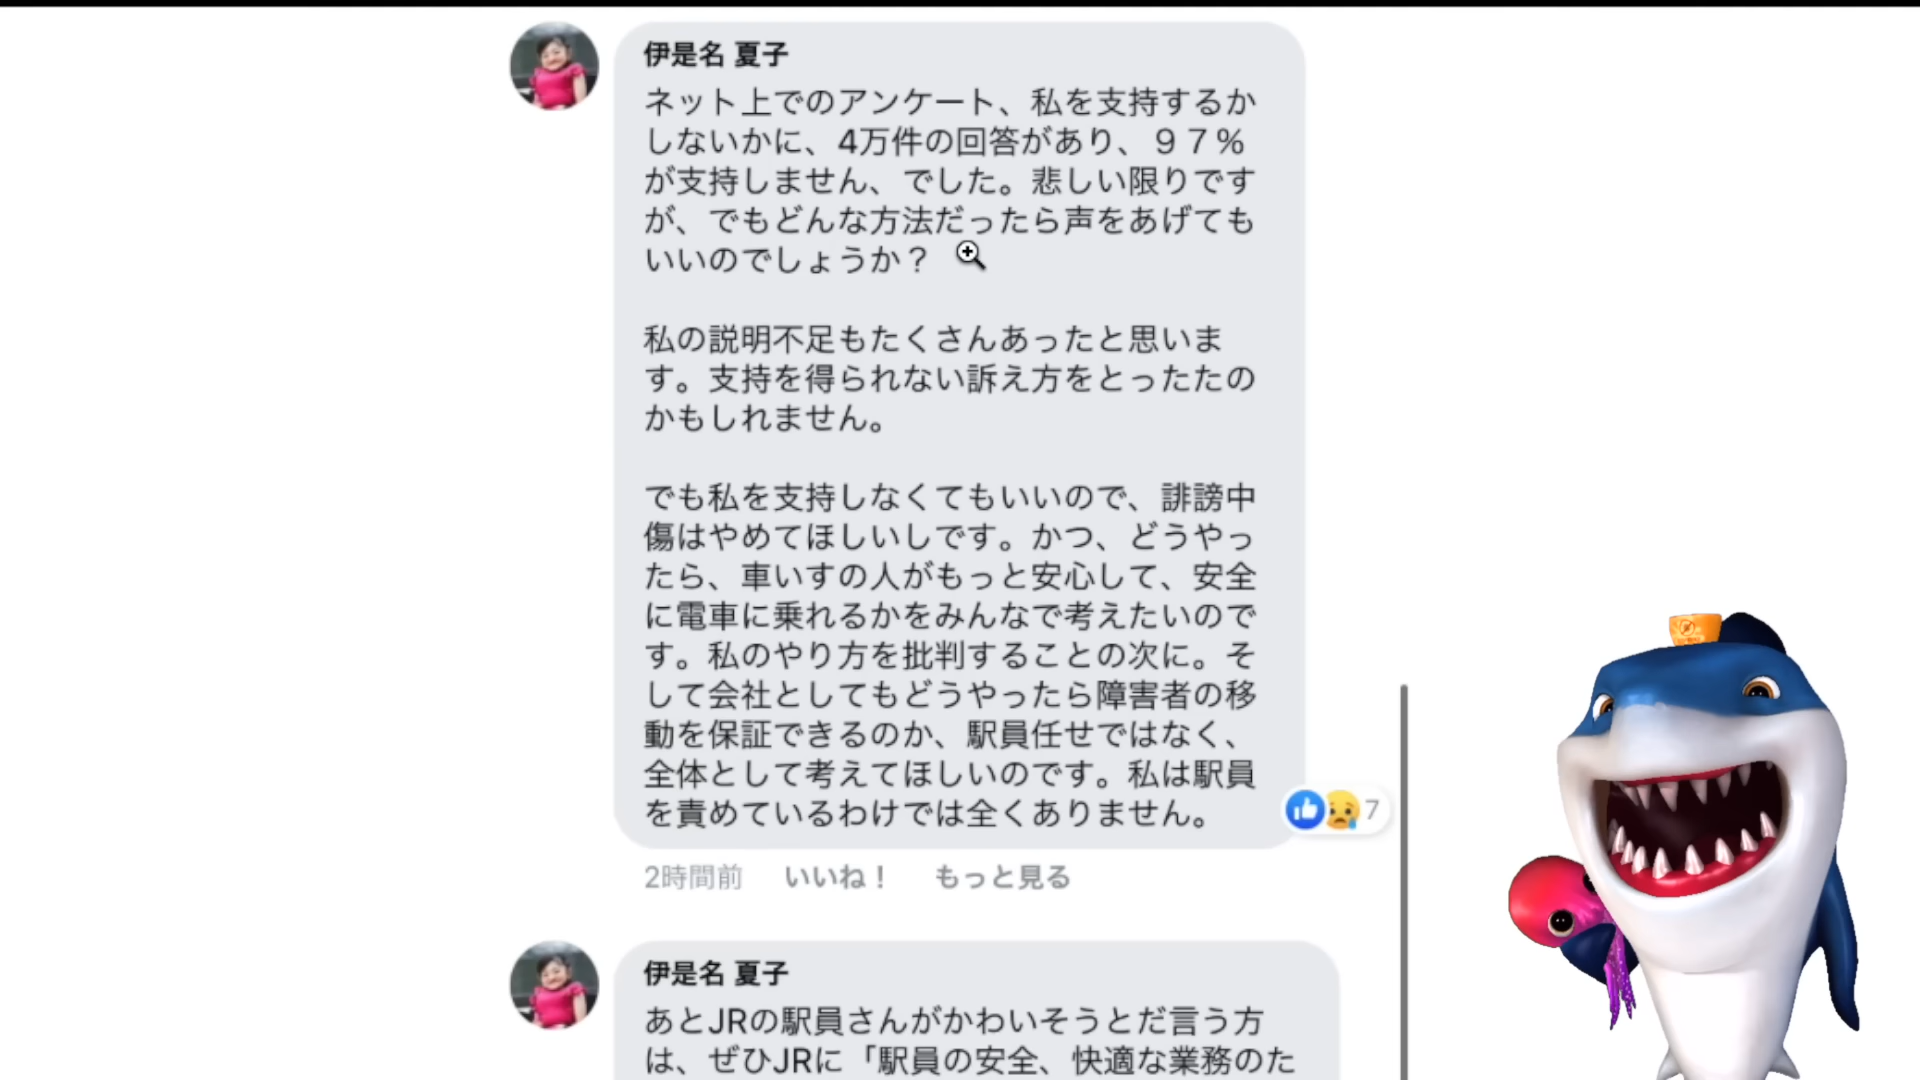 伊是名 夏子
ネット上でのアンケート、私を支持するか
しないかに、4万件の回答があり、９７%
が支持しません、でした。悲しい限りです
が、でもどんな方法だったら声をあげても
いいのでしょうか？
私の説明不足もたくさんあったと思いま
す。支持を得られない訴え方をとったたの
かもしれません。
でも私を支持しなくてもいいので、誹謗中
傷はやめてほしいしです。かつ、どうやっ
たら、車いすの人がもっと安心して、安全
に電車に乗れるかをみんなで考えたいので
す。私のやり方を批判することの次に。そ
して会社としてもどうやったら障害者の移
動を保証できるのか、駅員任せではなく、
全体として考えてほしいのです。私は駅員
を責めているわけでは全くありません。
7
2時間前 いいね！ もっと見る
伊是名 夏子
あとJRの駅員さんがかわいそうとだ言う方
は、ぜひJRに「駅員の安全、快適な業務のた